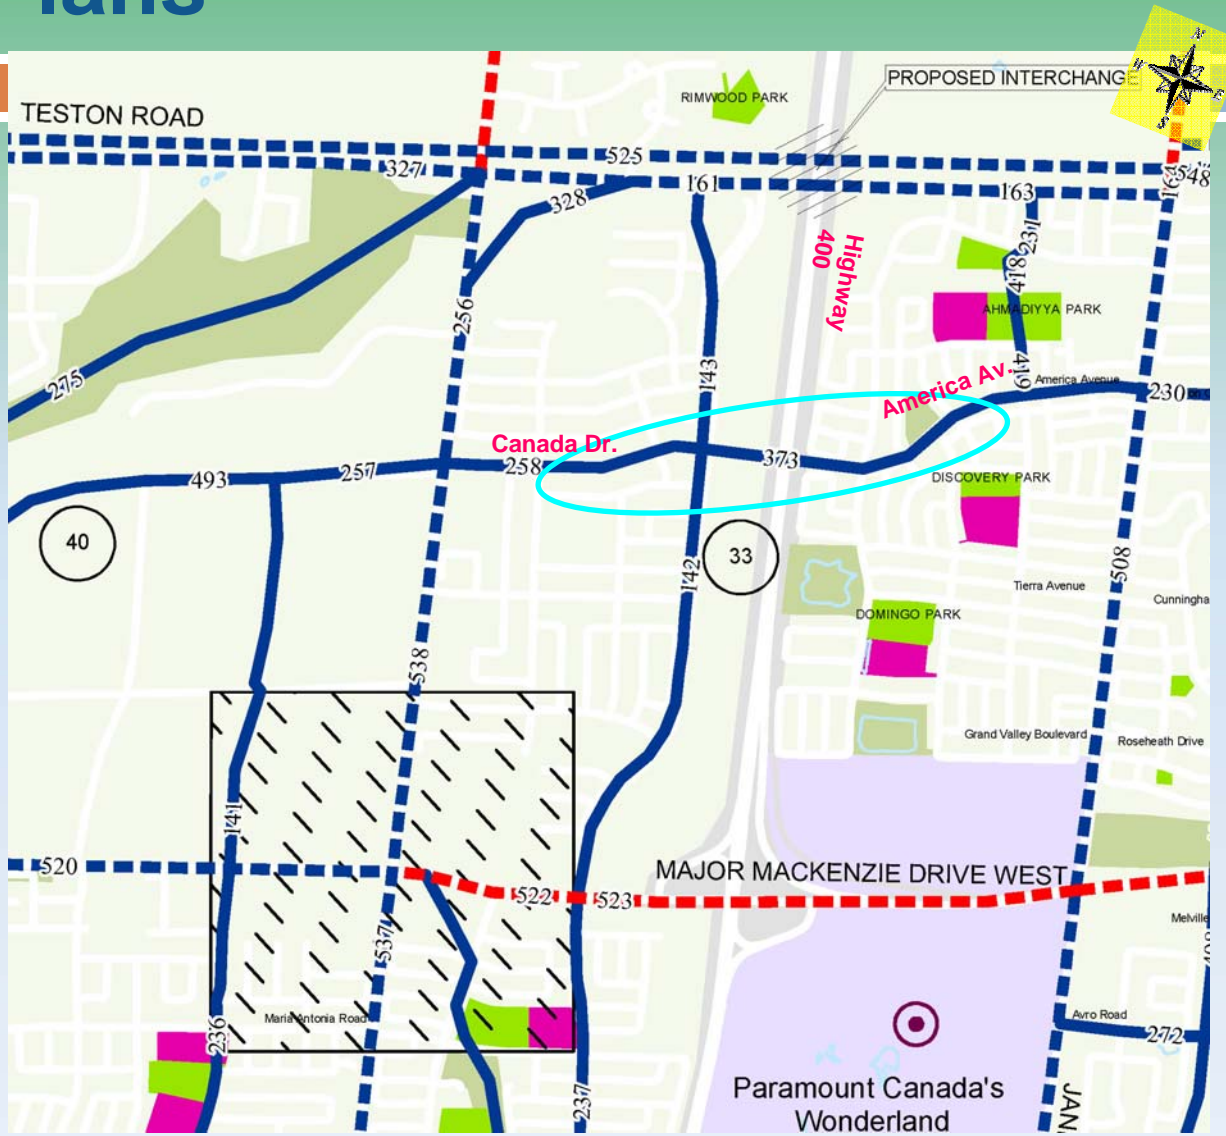 lans
N
W
E
S
PROPOSED INTERCHANGE
RIMWOOD PARK
TESTON ROAD
525
327
161
163
164
548
328
231
Highway
400
418
256
AHMADIYYA PARK
275
143
419
America Av.
America Avenue
230
Canada Dr.
258
373
257
493
DISCOVERY PARK
40
33
142
508
Tierra Avenue
Cunningha
DOMINGO PARK
538
Grand Valley Boulevard
Roseheath Drive
141
520
MAJOR MACKENZIE DRIVE WEST
522
523
Melville
537
Maria Antonia Road
Avro Road
236
272
Paramount Canada's
Wonderland
237
JAN